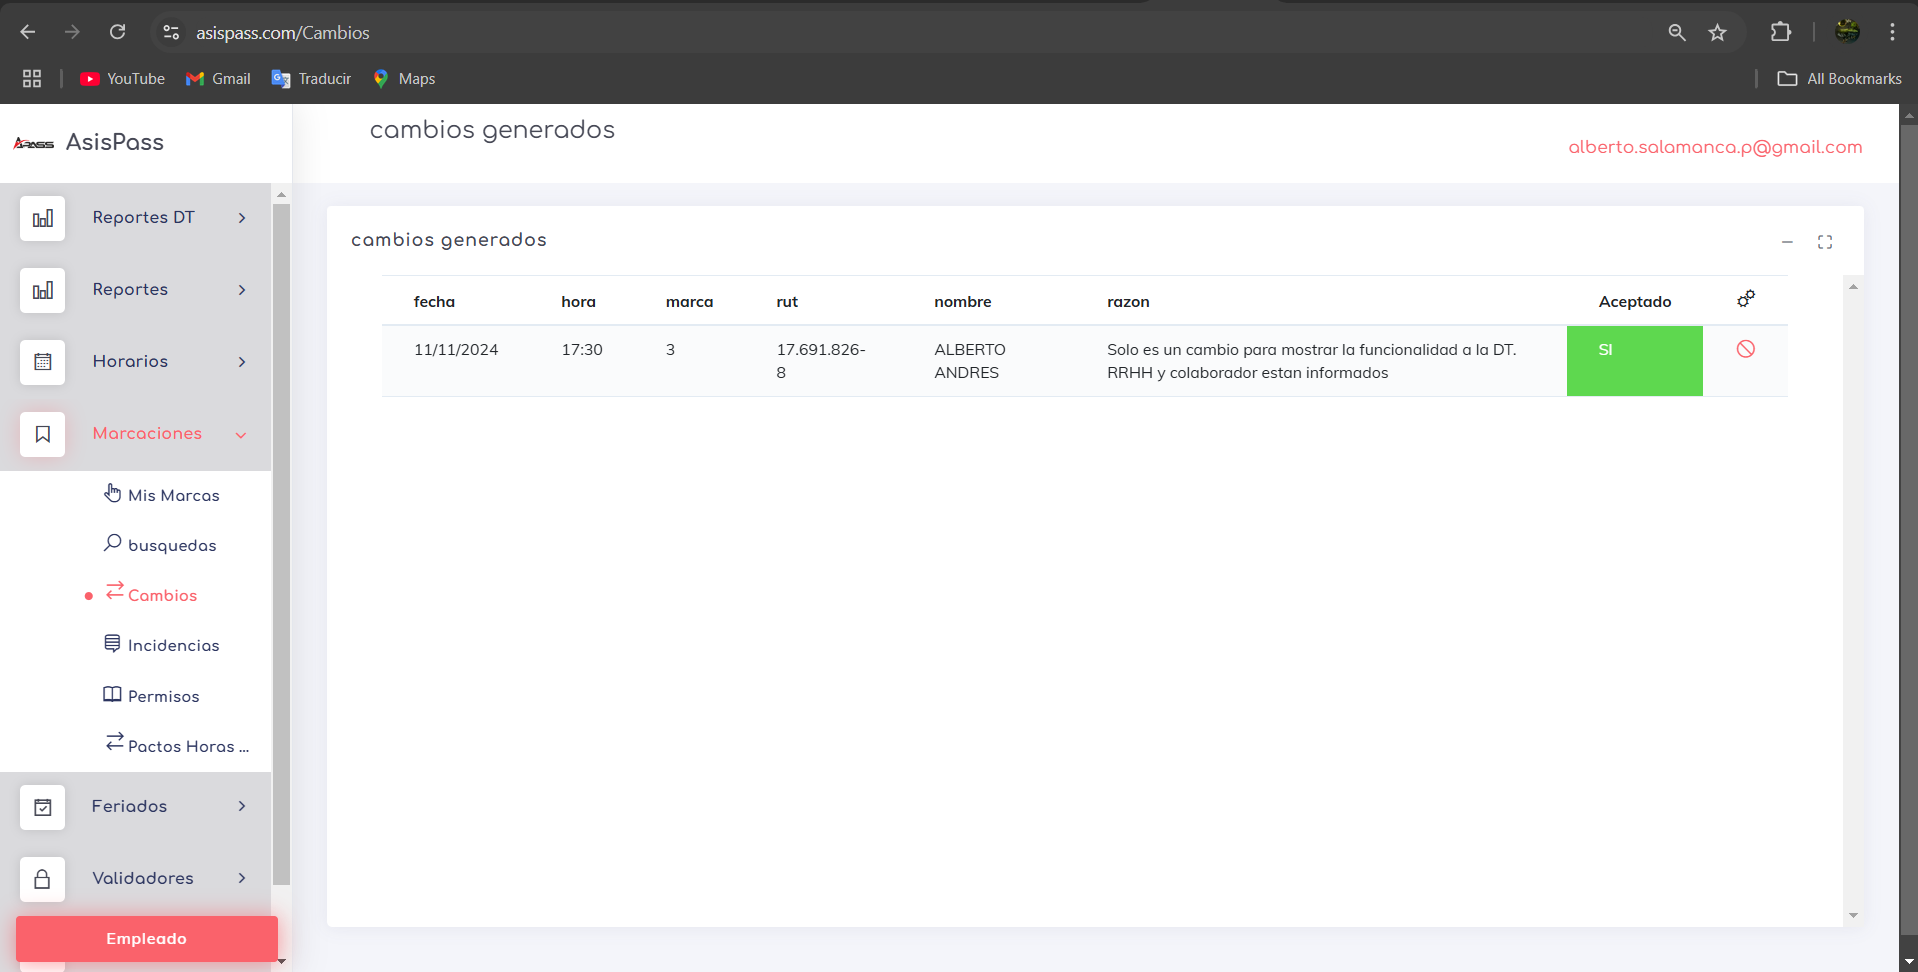 asispass.com/Cambios
YouTube
Gmail
Traducir
Maps
All Bookmarks
APASS
AsisPass
cambios generados
alberto.salamanca.p@gmail.com
Reportes DT
Reportes
Horarios
Marcaciones
Mis Marcas
busquedas
Cambios
Incidencias
Permisos
Pactos Horas ...
Feriados
Validadores
Empleado
cambios generados
fecha hora marca rut nombre razon Aceptado
11/11/2024 17:30 3 17.691.826- ALBERTO Solo es un cambio para mostrar la funcionalidad a la DT. SI
8 ANDRES RRHH y colaborador estan informados